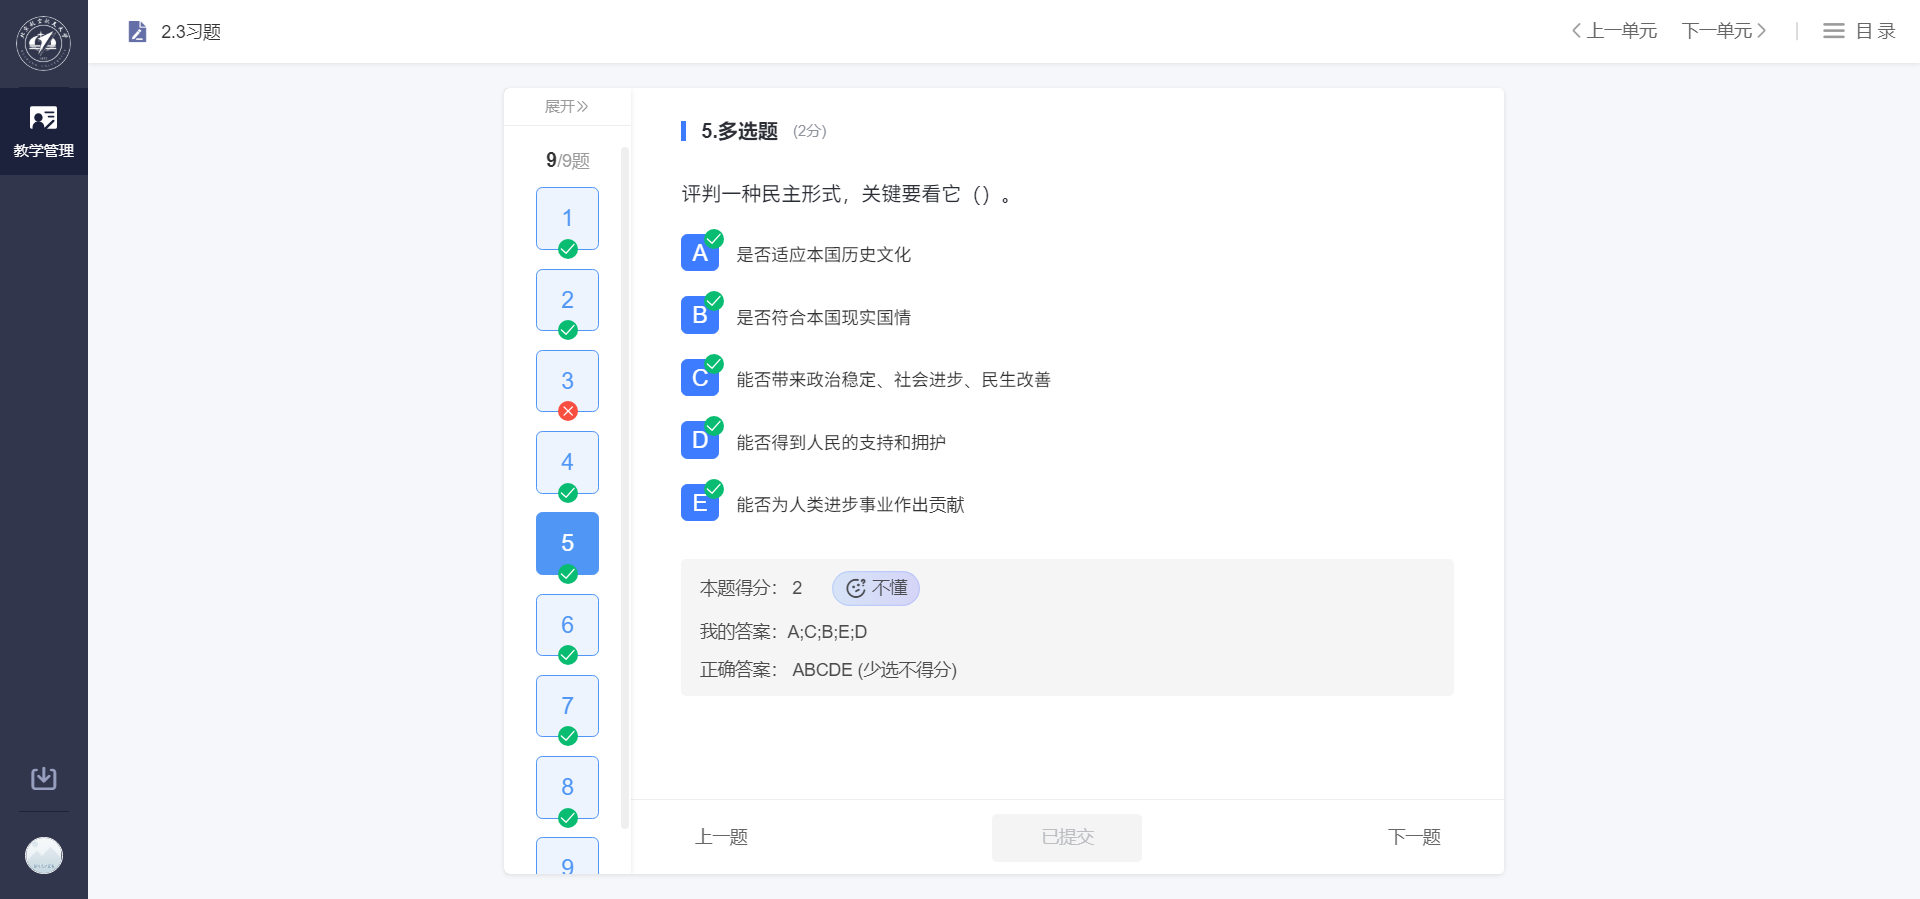 2.3习题
上一单元
下一单元
目录
教学管理
展开
9/9题
1
2
3
4
5
6
7
8
9
5.多选题 (2分)
评判一种民主形式，关键要看它（）。
A 是否适应本国历史文化
B 是否符合本国现实国情
C 能否带来政治稳定、社会进步、民生改善
D 能否得到人民的支持和拥护
E 能否为人类进步事业作出贡献
本题得分： 2 不懂
我的答案：A;C;B;E;D
正确答案： ABCDE (少选不得分)
上一题
已提交
下一题